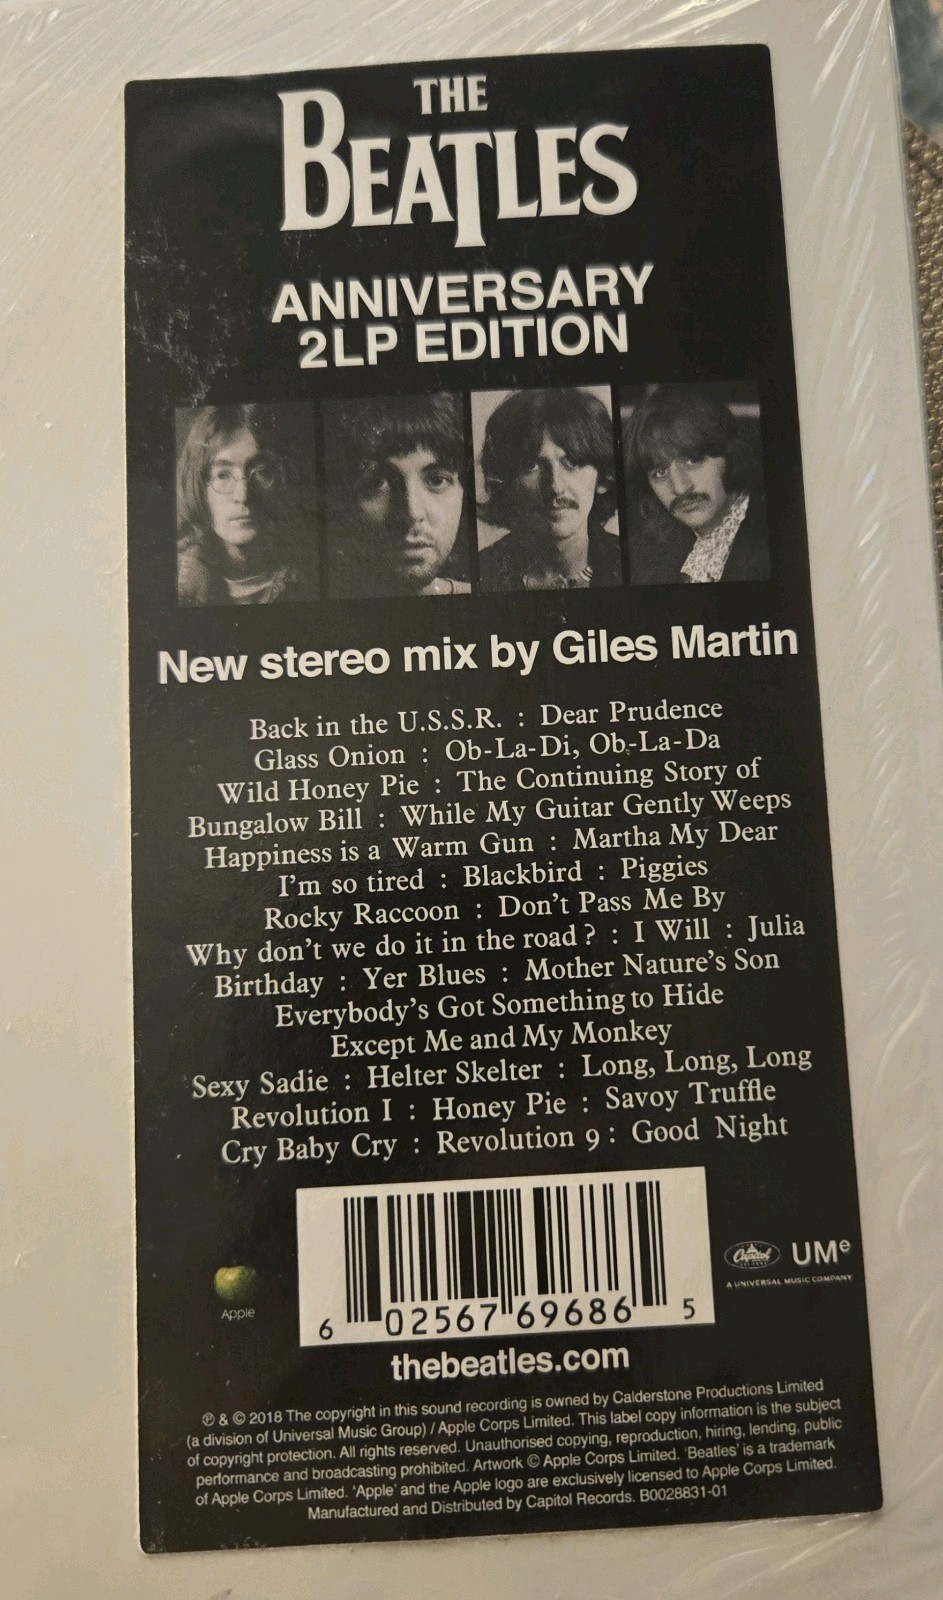 THE
BEATLES
ANNIVERSARY
2LP EDITION
New stereo mix by Giles Martin
Back in the U.S.S.R. : Dear Prudence
Glass Onion : Ob-La-Di, Ob-La-Da
Wild Honey Pie : The Continuing Story of
Bungalow Bill : While My Guitar Gently Weeps
Happiness is a Warm Gun : Martha My Dear
I'm so tired : Blackbird : Piggies
Rocky Raccoon : Don't Pass Me By
Why don't we do it in the road? : I Will : Julia
Birthday : Yer Blues : Mother Nature's Son
Everybody's Got Something to Hide
Except Me and My Monkey
Sexy Sadie : Helter Skelter : Long, Long, Long
Revolution I : Honey Pie : Savoy Truffle
Cry Baby Cry : Revolution 9 : Good Night
Apple
6 02567 69686 5
Capitol
UMe
A UNIVERSAL MUSIC COMPANY
thebeatles.com
℗ & © 2018 The copyright in this sound recording is owned by Calderstone Productions Limited
(a division of Universal Music Group) / Apple Corps Limited. This label copy information is the subject
of copyright protection. All rights reserved. Unauthorised copying, reproduction, hiring, lending, public
performance and broadcasting prohibited. Artwork © Apple Corps Limited. 'Beatles' is a trademark
of Apple Corps Limited. 'Apple' and the Apple logo are exclusively licensed to Apple Corps Limited.
Manufactured and Distributed by Capitol Records. B0028831-01